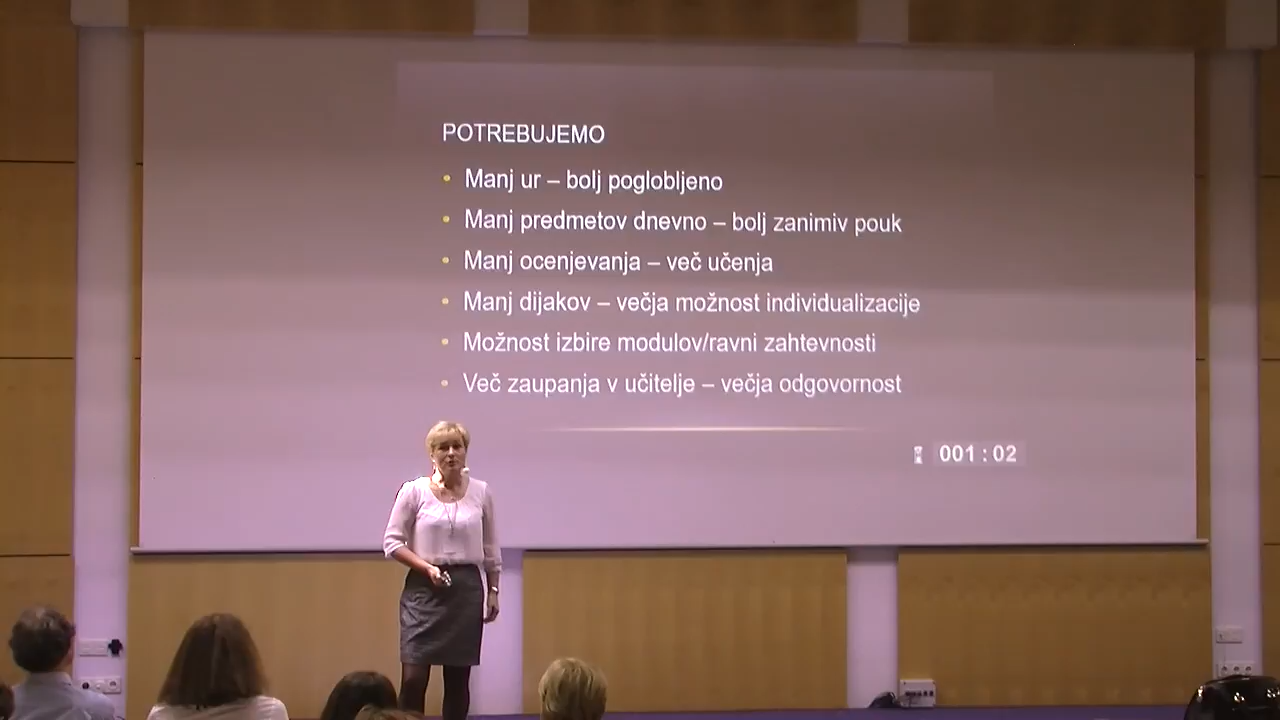 POTREBUJEMO
• Manj ur – bolj poglobljeno
• Manj predmetov dnevno – bolj zanimiv pouk
• Manj ocenjevanja – več učenja
• Manj dijakov – večja možnost individualizacije
• Možnost izbire modulov/ravni zahtevnosti
• Več zaupanja v učitelje – večja odgovornost
001 : 02